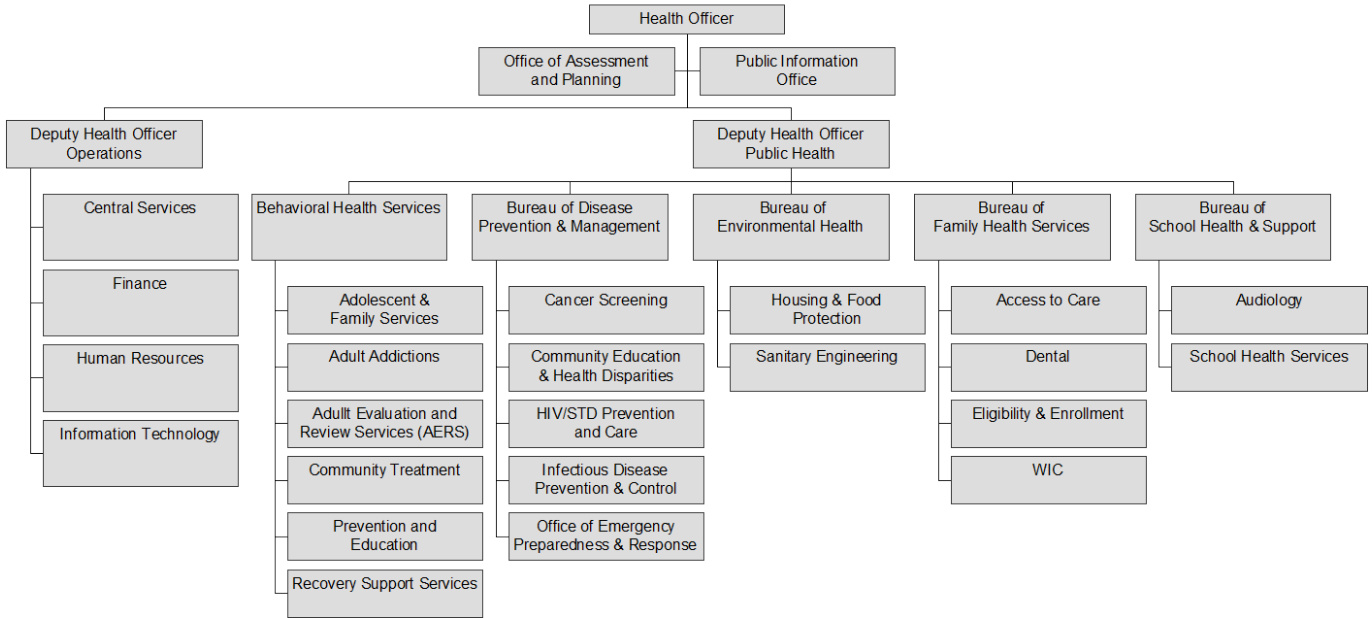 Health Officer
Office of Assessment
and Planning
Public Information
Office
Deputy Health Officer
Operations
Deputy Health Officer
Public Health
Central Services
Finance
Human Resources
Information Technology
Behavioral Health Services
Adolescent &
Family Services
Adult Addictions
Adullt Evaluation and
Review Services (AERS)
Community Treatment
Prevention and
Education
Recovery Support Services
Bureau of Disease
Prevention & Management
Cancer Screening
Community Education
& Health Disparities
HIV/STD Prevention
and Care
Infectious Disease
Prevention & Control
Office of Emergency
Preparedness & Response
Bureau of
Environmental Health
Housing & Food
Protection
Sanitary Engineering
Bureau of
Family Health Services
Access to Care
Dental
Eligibility & Enrollment
WIC
Bureau of
School Health & Support
Audiology
School Health Services